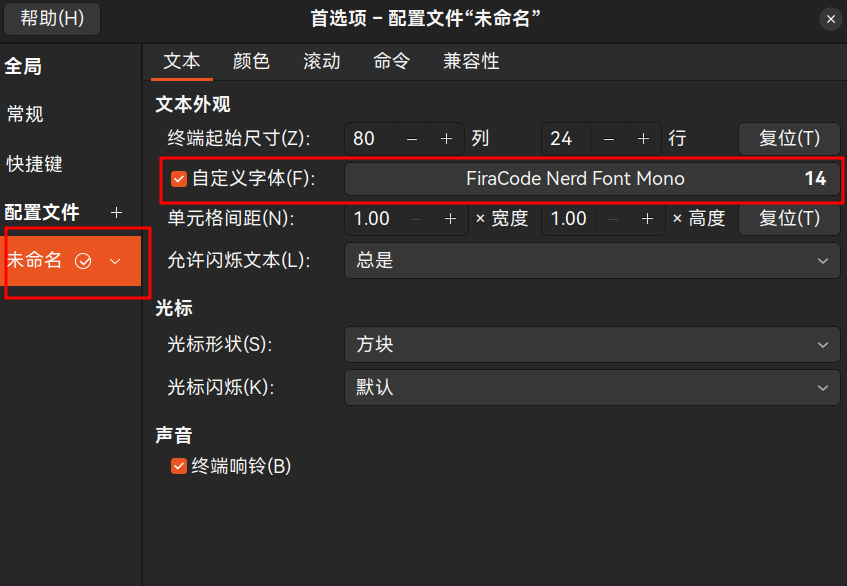 帮助(H) 首选项 – 配置文件“未命名”
全局
常规
快捷键
配置文件 +
未命名
文本 颜色 滚动 命令 兼容性
文本外观
终端起始尺寸(Z): 80 − + 列 24 − + 行 复位(T)
自定义字体(F): FiraCode Nerd Font Mono 14
单元格间距(N): 1.00 − + × 宽度 1.00 − + × 高度 复位(T)
允许闪烁文本(L): 总是
光标
光标形状(S): 方块
光标闪烁(K): 默认
声音
终端响铃(B)